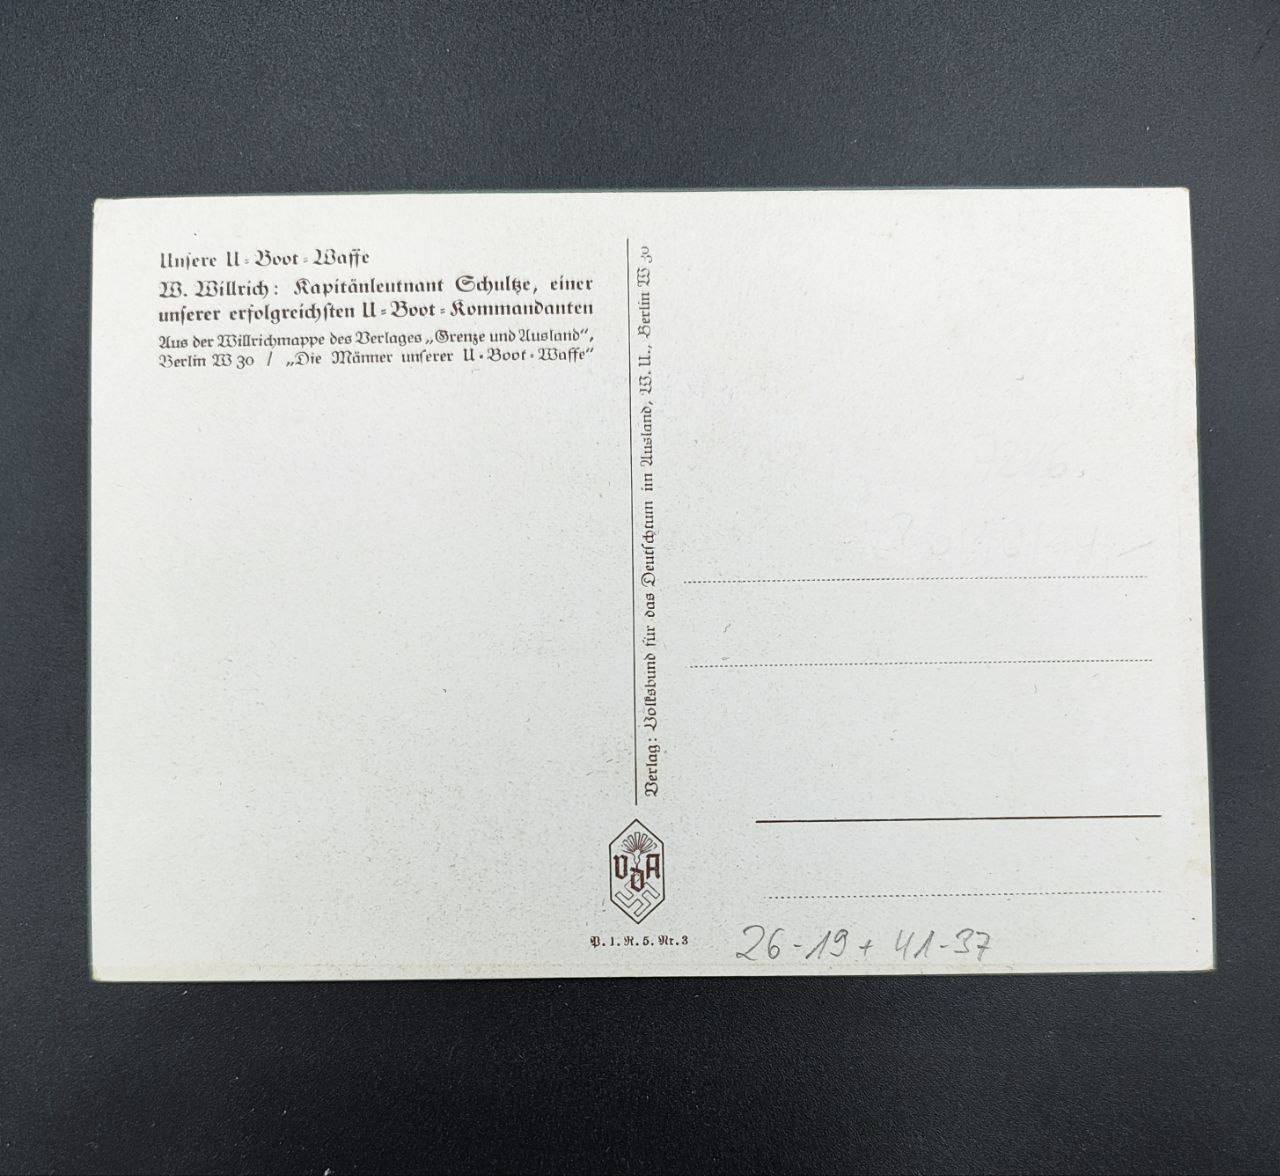 Unsere U-Boot-Waffe
W. Willrich: Kapitänleutnant Schultze, einer
unserer erfolgreichsten U-Boot-Kommandanten
Aus der Willrichmappe des Verlages „Grenze und Ausland“,
Berlin W 30 / „Die Männer unserer U-Boot-Waffe“
Verlag: Volksbund für das Deutschtum im Ausland, W. U., Berlin W 30
VDA
P. 1. R. 5. Nr. 3
26-19+ 41-37